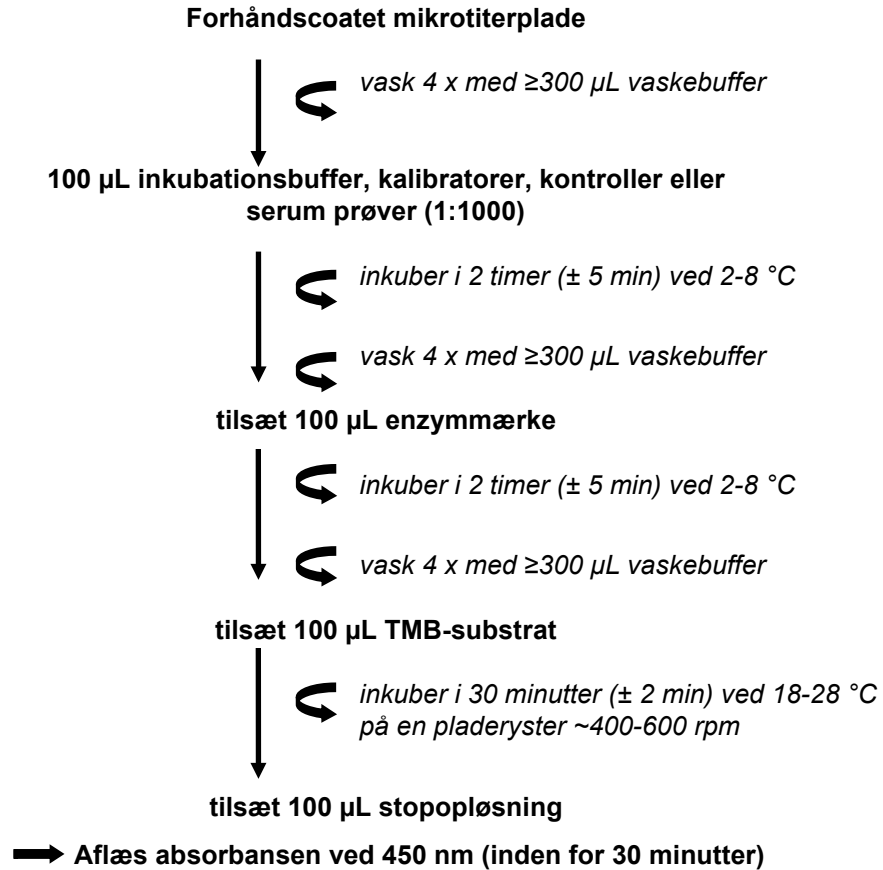 Forhåndscoatet mikrotiterplade
vask 4 x med ≥300 µL vaskebuffer
100 µL inkubationsbuffer, kalibratorer, kontroller eller
serum prøver (1:1000)
inkuber i 2 timer (± 5 min) ved 2-8 °C
vask 4 x med ≥300 µL vaskebuffer
tilsæt 100 µL enzymmærke
inkuber i 2 timer (± 5 min) ved 2-8 °C
vask 4 x med ≥300 µL vaskebuffer
tilsæt 100 µL TMB-substrat
inkuber i 30 minutter (± 2 min) ved 18-28 °C
på en pladeryster ~400-600 rpm
tilsæt 100 µL stopopløsning
Aflæs absorbansen ved 450 nm (inden for 30 minutter)